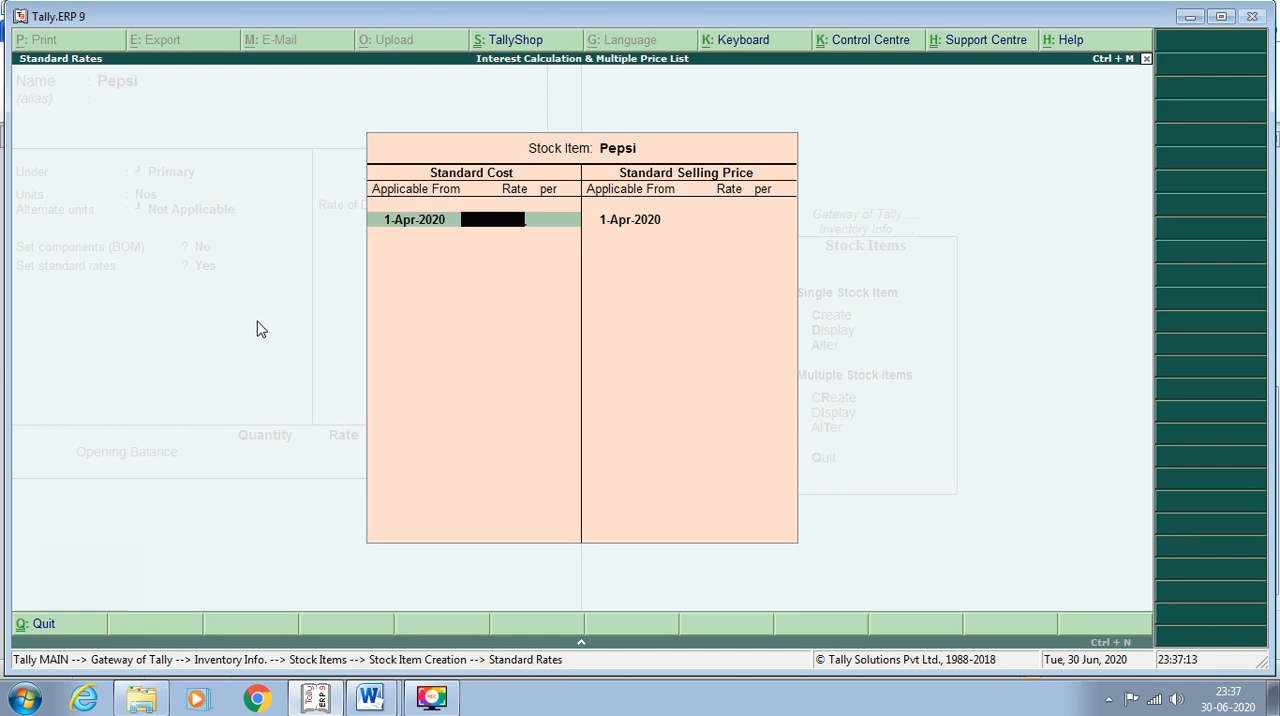 Tally.ERP 9
P: Print E: Export M: E-Mail O: Upload S: TallyShop G: Language K: Keyboard K: Control Centre H: Support Centre H: Help
Standard Rates Interest Calculation & Multiple Price List Ctrl + M
Name : Pepsi
(alias) :
Stock Item: Pepsi
Standard Cost Standard Selling Price
Under : Primary
Applicable From Rate per Applicable From Rate per
Units : Nos
Alternate units : Not Applicable
Rate of D
1-Apr-2020 1-Apr-2020
Gateway of Tally ....
Inventory Info. ....
Set components (BOM) ? No
Stock Items
Set standard rates ? Yes
Single Stock Item
Create
Display
Alter
Multiple Stock Items
CReate
DIsplay
AlTer
Quantity Rate
Opening Balance :
Quit
Q: Quit
Ctrl + N
Tally MAIN --> Gateway of Tally --> Inventory Info. --> Stock Items --> Stock Item Creation --> Standard Rates © Tally Solutions Pvt Ltd., 1988-2018 Tue, 30 Jun, 2020 23:37:13
23:37
30-06-2020